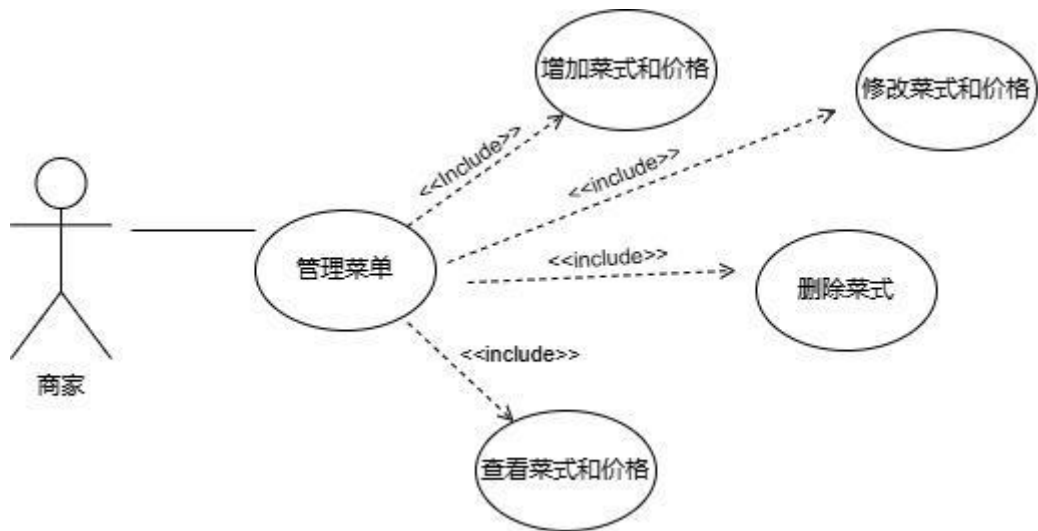 增加菜式和价格
修改菜式和价格
<<Include>>
<<include>>
<<include>>
管理菜单
删除菜式
<<include>>
商家
查看菜式和价格